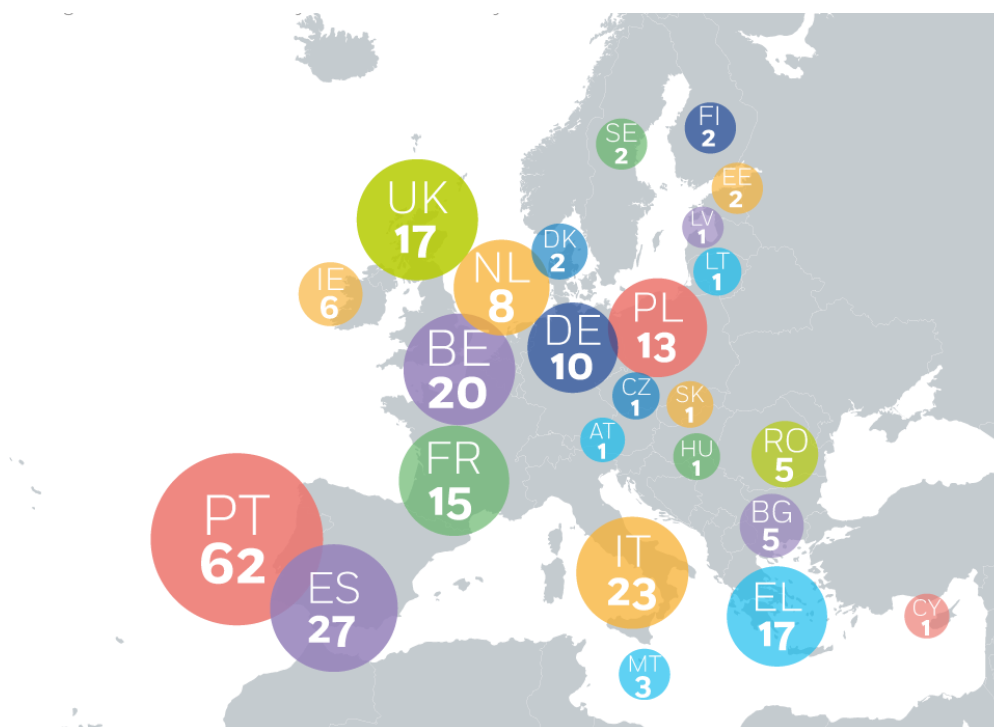 FI
2
SE
2
EE
2
UK
17
LV
1
DK
2
LT
1
NL
8
IE
6
PL
13
DE
10
BE
20
CZ
1
SK
1
AT
1
HU
1
RO
5
FR
15
BG
5
PT
62
IT
23
ES
27
EL
17
CY
1
MT
3